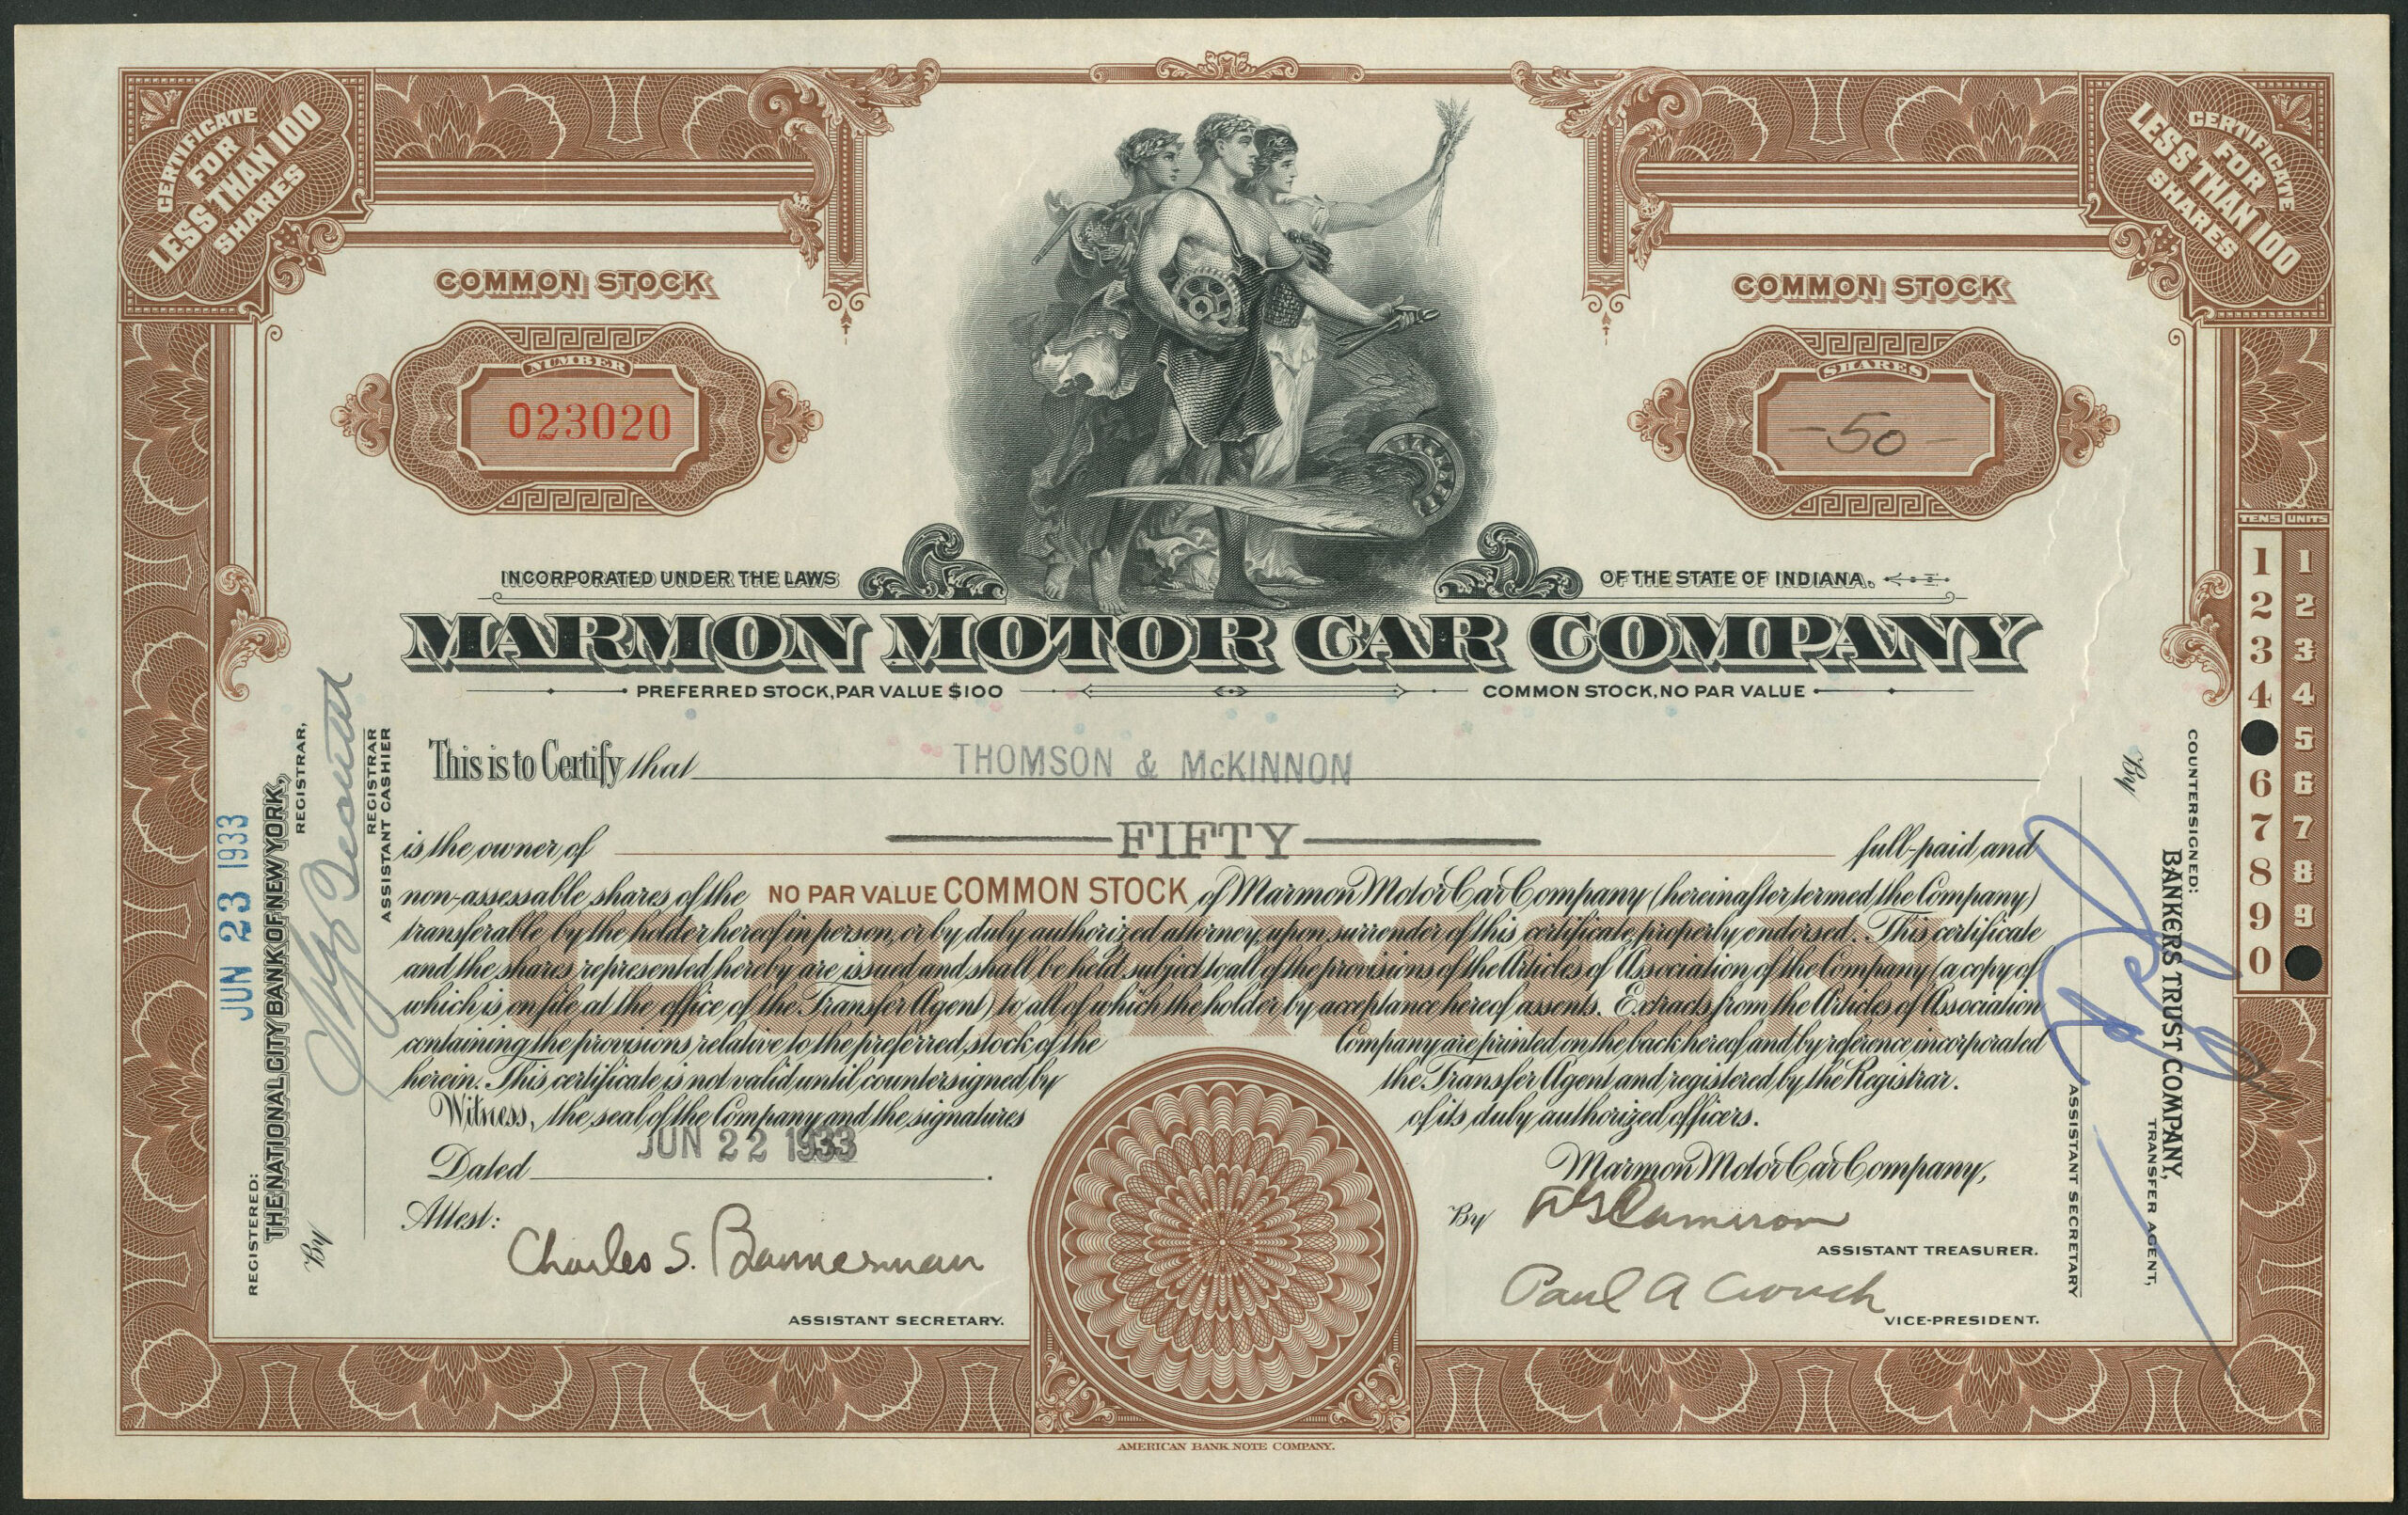 CERTIFICATE
FOR
LESS THAN 100
SHARES
CERTIFICATE
FOR
LESS THAN 100
SHARES
COMMON STOCK
COMMON STOCK
NUMBER
023020
SHARES
-50-
TENS UNITS
1 1
2 2
3 3
4 4
5
6 6
7 7
8 8
9 9
0
INCORPORATED UNDER THE LAWS
OF THE STATE OF INDIANA.
MARMON MOTOR CAR COMPANY
PREFERRED STOCK, PAR VALUE $100
COMMON STOCK, NO PAR VALUE
This is to Certify that THOMSON & McKINNON
is the owner of FIFTY full-paid and
non-assessable shares of the NO PAR VALUE COMMON STOCK of Marmon Motor Car Company (hereinafter termed the Company)
transferable by the holder hereof in person, or by duly authorized attorney, upon surrender of this certificate, properly endorsed. This certificate
and the shares represented hereby are issued and shall be held subject to all of the provisions of the Articles of Association of the Company (a copy of
which is on file at the office of the Transfer Agent) to all of which the holder by acceptance hereof assents. Extracts from the Articles of Association
containing the provisions relative to the preferred stock of the Company are printed on the back hereof and by reference incorporated
herein. This certificate is not valid until countersigned by the Transfer Agent and registered by the Registrar.
Witness, the seal of the Company and the signatures of its duly authorized officers.
COMMON
Dated JUN 22 1933.
Marmon Motor Car Company,
Attest:
Charles S. Bannerman
ASSISTANT SECRETARY.
By Cameron
ASSISTANT TREASURER.
Paul A Crouch
VICE-PRESIDENT.
JUN 23 1933
REGISTERED:
THE NATIONAL CITY BANK OF NEW YORK,
REGISTRAR,
By
REGISTRAR
ASSISTANT CASHIER
COUNTERSIGNED:
BANKERS TRUST COMPANY,
TRANSFER AGENT,
By
ASSISTANT SECRETARY
AMERICAN BANK NOTE COMPANY.